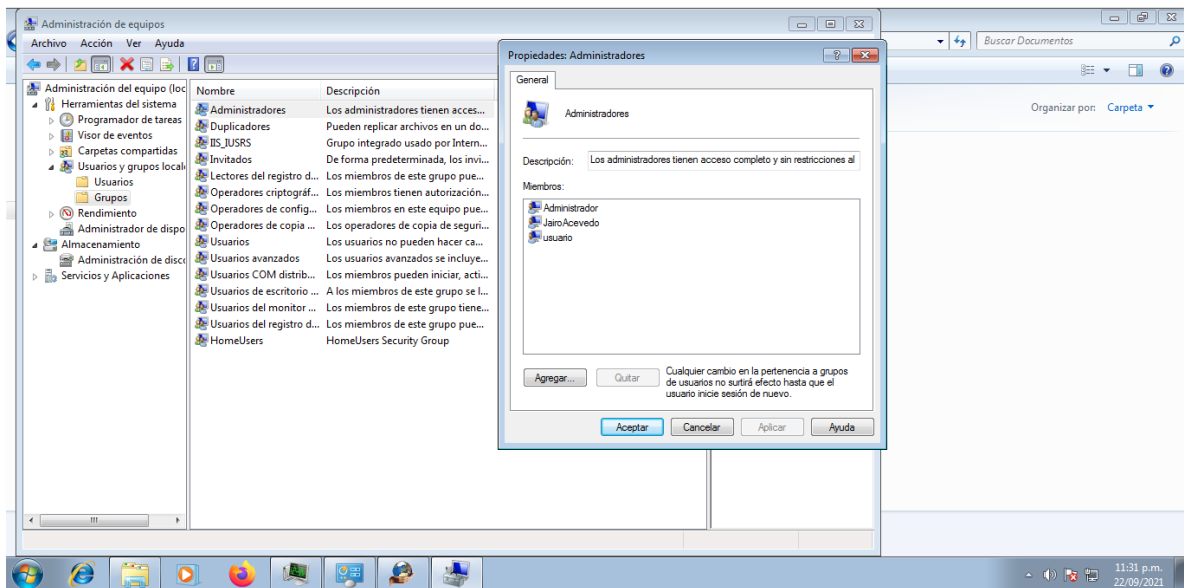 Administración de equipos
Archivo Acción Ver Ayuda
Administración del equipo (loc
Herramientas del sistema
Programador de tareas
Visor de eventos
Carpetas compartidas
Usuarios y grupos local
Usuarios
Grupos
Rendimiento
Administrador de dispo
Almacenamiento
Administración de disc
Servicios y Aplicaciones
Nombre Descripción
Administradores Los administradores tienen acces...
Duplicadores Pueden replicar archivos en un do...
IIS_IUSRS Grupo integrado usado por Intern...
Invitados De forma predeterminada, los invi...
Lectores del registro d... Los miembros de este grupo pue...
Operadores criptográf... Los miembros tienen autorización...
Operadores de config... Los miembros en este equipo pue...
Operadores de copia ... Los operadores de copia de seguri...
Usuarios Los usuarios no pueden hacer ca...
Usuarios avanzados Los usuarios avanzados se incluye...
Usuarios COM distrib... Los miembros pueden iniciar, acti...
Usuarios de escritorio ... A los miembros de este grupo se l...
Usuarios del monitor ... Los miembros de este grupo tiene...
Usuarios del registro d... Los miembros de este grupo pue...
HomeUsers HomeUsers Security Group
Propiedades: Administradores
General
Administradores
Descripción: Los administradores tienen acceso completo y sin restricciones al
Miembros:
Administrador
JairoAcevedo
usuario
Agregar... Quitar
Cualquier cambio en la pertenencia a grupos
de usuarios no surtirá efecto hasta que el
usuario inicie sesión de nuevo.
Aceptar Cancelar Aplicar Ayuda
Buscar Documentos
Organizar por: Carpeta
11:31 p.m.
22/09/2021